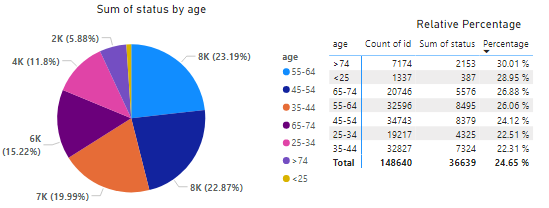 Sum of status by age
2K (5.88%)
8K (23.19%)
4K (11.8%)
6K
(15.22%)
7K (19.99%)
8K (22.87%)
age
55-64
45-54
35-44
65-74
25-34
>74
<25
Relative Percentage
age Count of id Sum of status Percentage
>74 7174 2153 30.01 %
<25 1337 387 28.95 %
65-74 20746 5576 26.88 %
55-64 32596 8495 26.06 %
45-54 34743 8379 24.12 %
25-34 19217 4325 22.51 %
35-44 32827 7324 22.31 %
Total 148640 36639 24.65 %